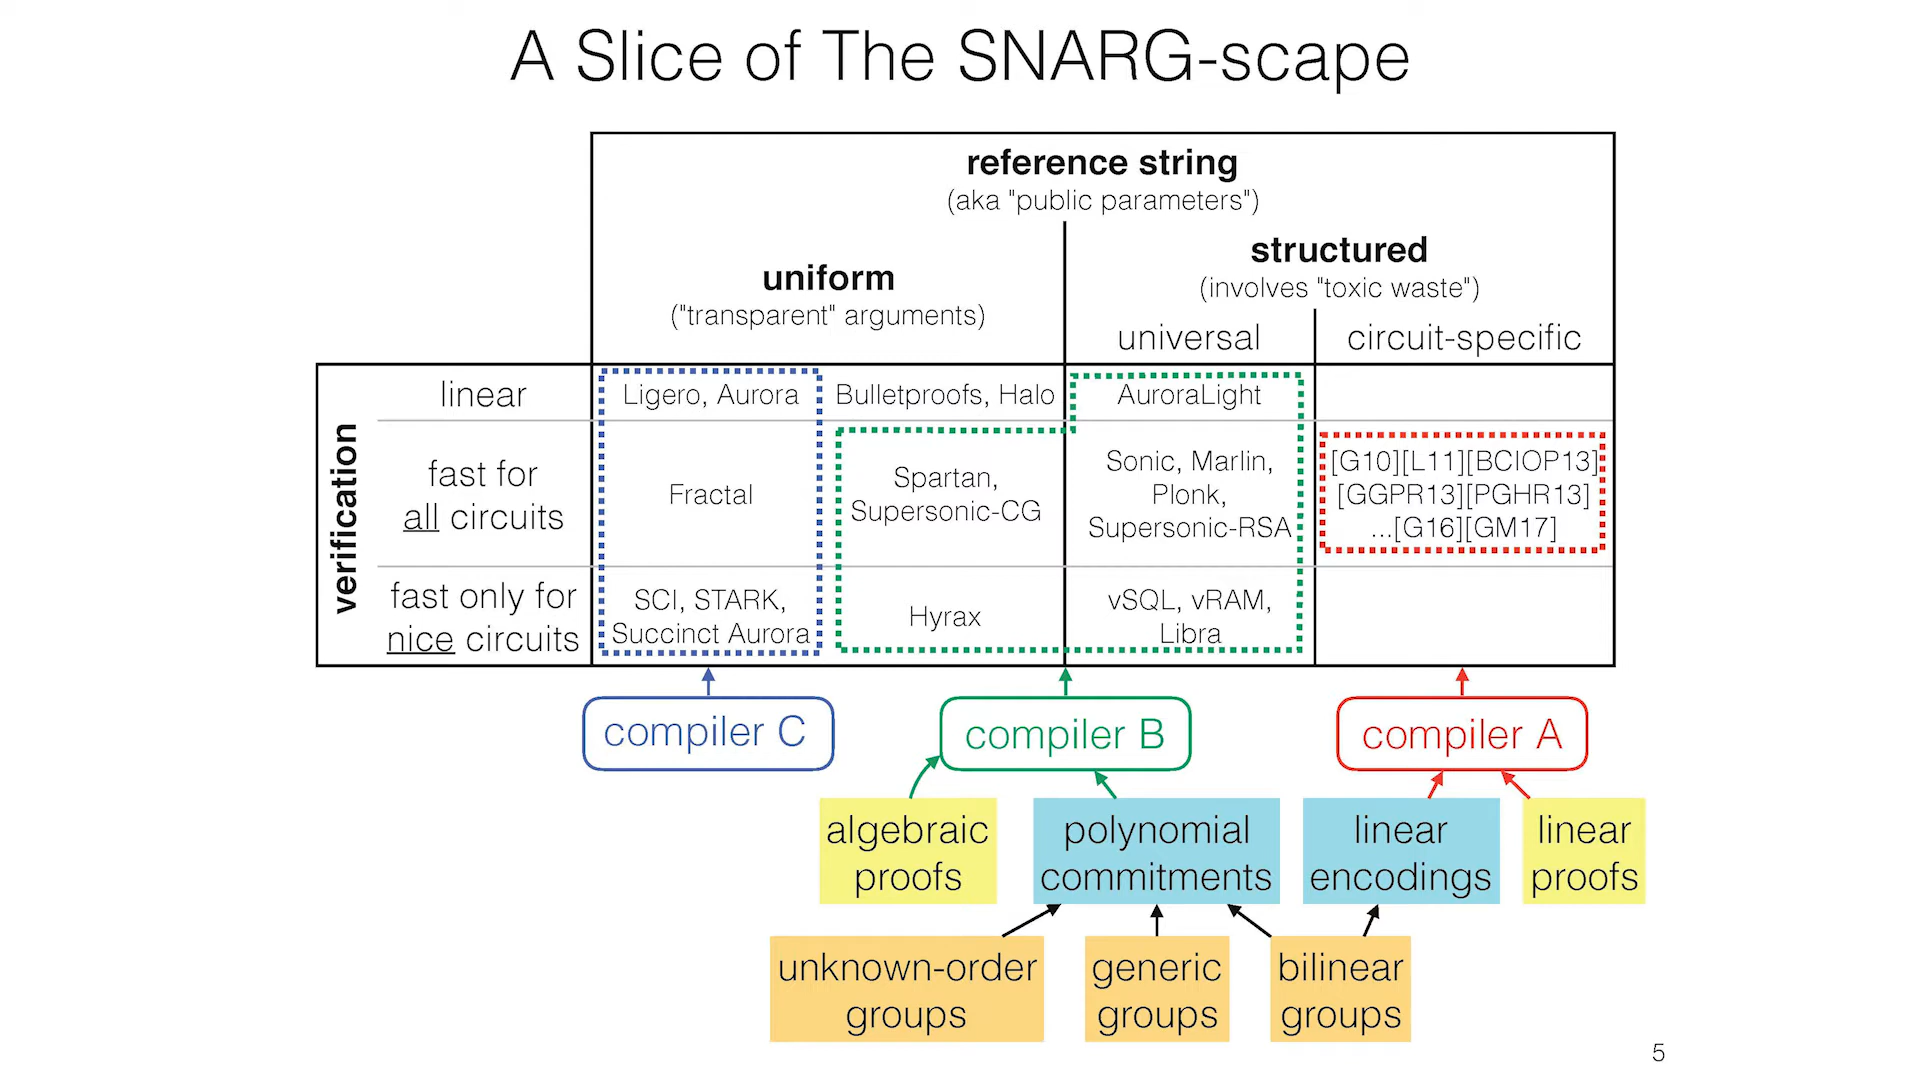 A Slice of The SNARG-scape
reference string
(aka "public parameters")
uniform
("transparent" arguments)
structured
(involves "toxic waste")
universal
circuit-specific
verification
linear
Ligero, Aurora
Bulletproofs, Halo
AuroraLight
fast for
all circuits
Fractal
Spartan,
Supersonic-CG
Sonic, Marlin,
Plonk,
Supersonic-RSA
[G10][L11][BCIOP13]
[GGPR13][PGHR13]
...[G16][GM17]
fast only for
nice circuits
SCI, STARK,
Succinct Aurora
Hyrax
vSQL, vRAM,
Libra
compiler C
compiler B
compiler A
algebraic
proofs
polynomial
commitments
linear
encodings
linear
proofs
unknown-order
groups
generic
groups
bilinear
groups
5